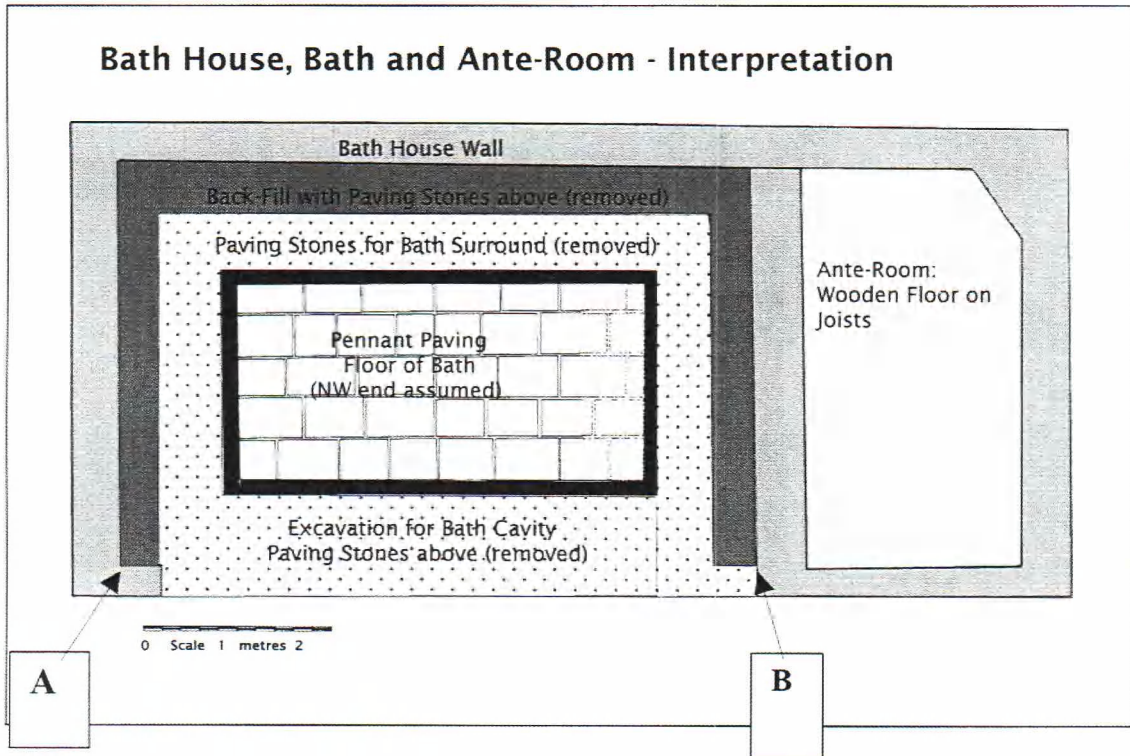 Bath House, Bath and Ante-Room - Interpretation
Bath House Wall
Back-Fill with Paving Stones above (removed)
Paving Stones for Bath Surround (removed)
Ante-Room:
Wooden Floor on
Joists
Pennant Paving
Floor of Bath
(NW end assumed)
Excavation for Bath Cavity
Paving Stones above (removed)
0 Scale 1 metres 2
A
B